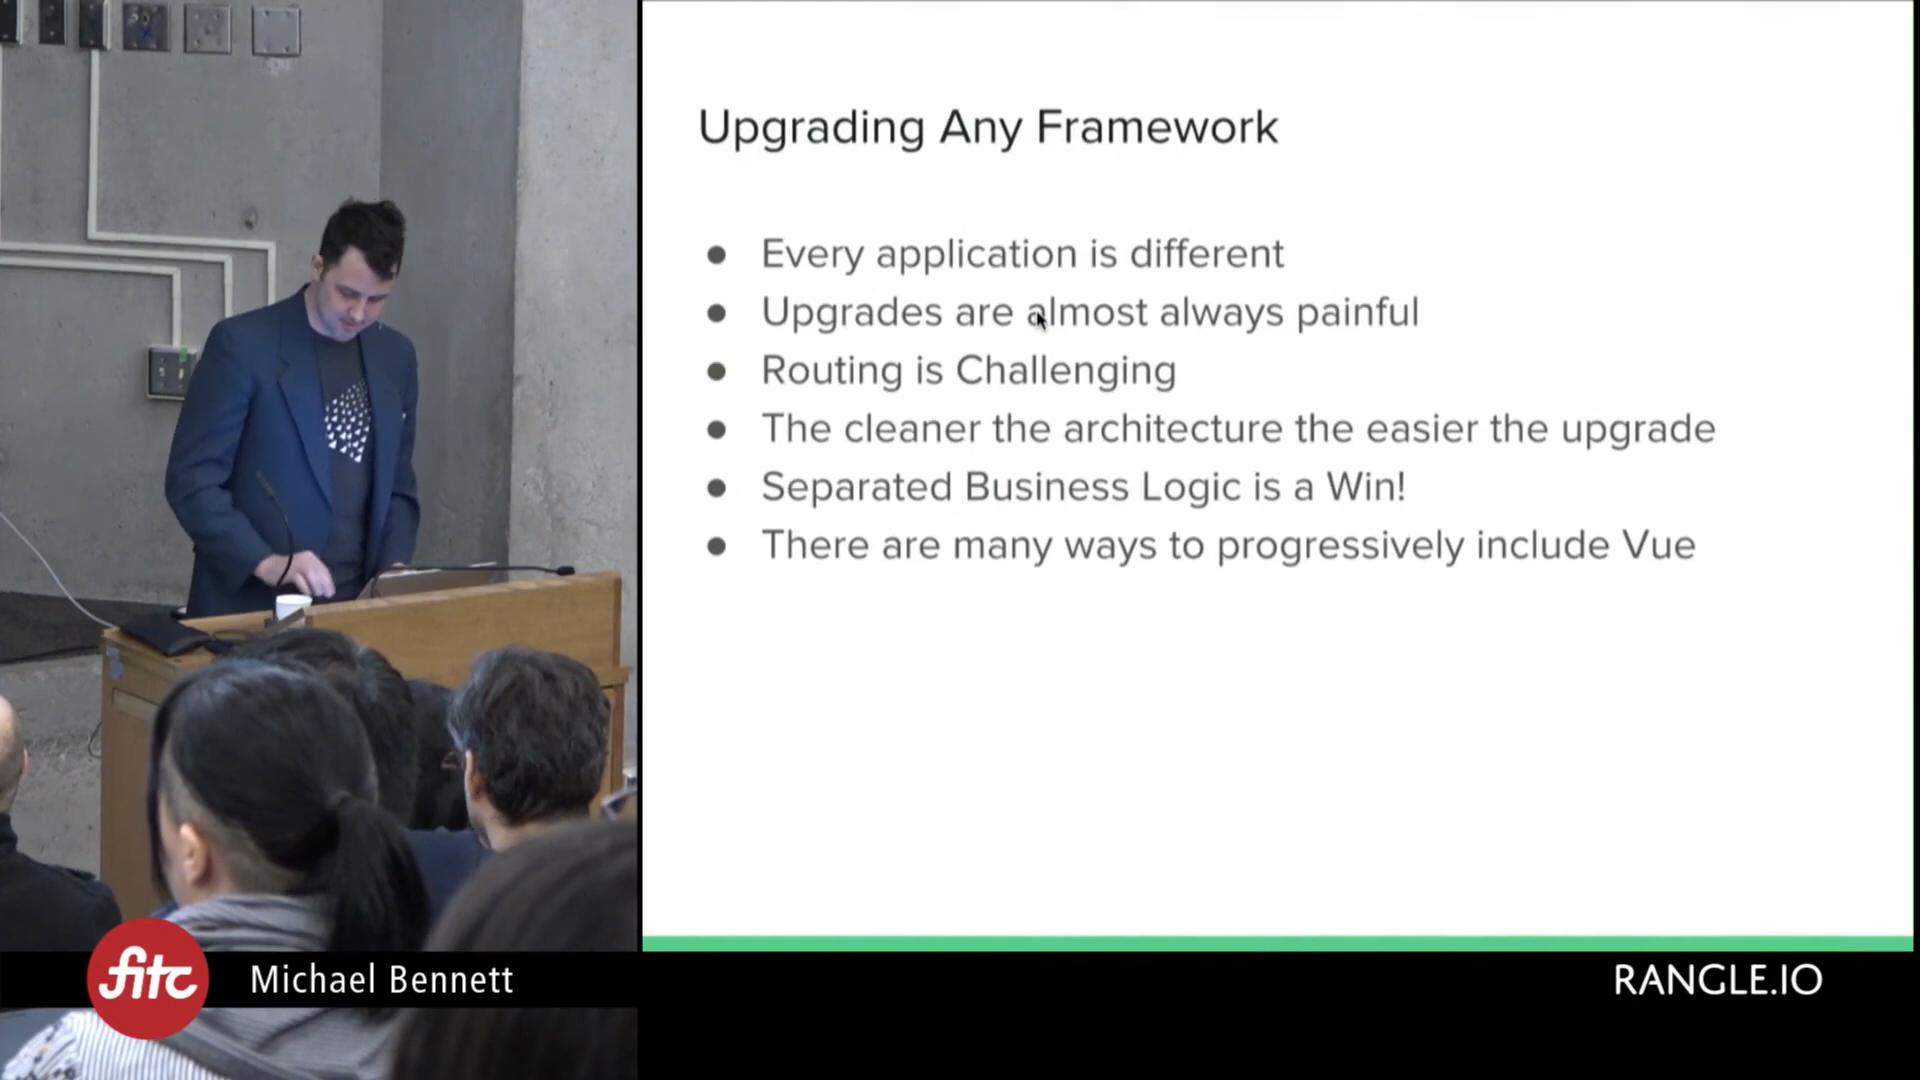 Upgrading Any Framework
● Every application is different
● Upgrades are almost always painful
● Routing is Challenging
● The cleaner the architecture the easier the upgrade
● Separated Business Logic is a Win!
● There are many ways to progressively include Vue
fitc
Michael Bennett
RANGLE.IO